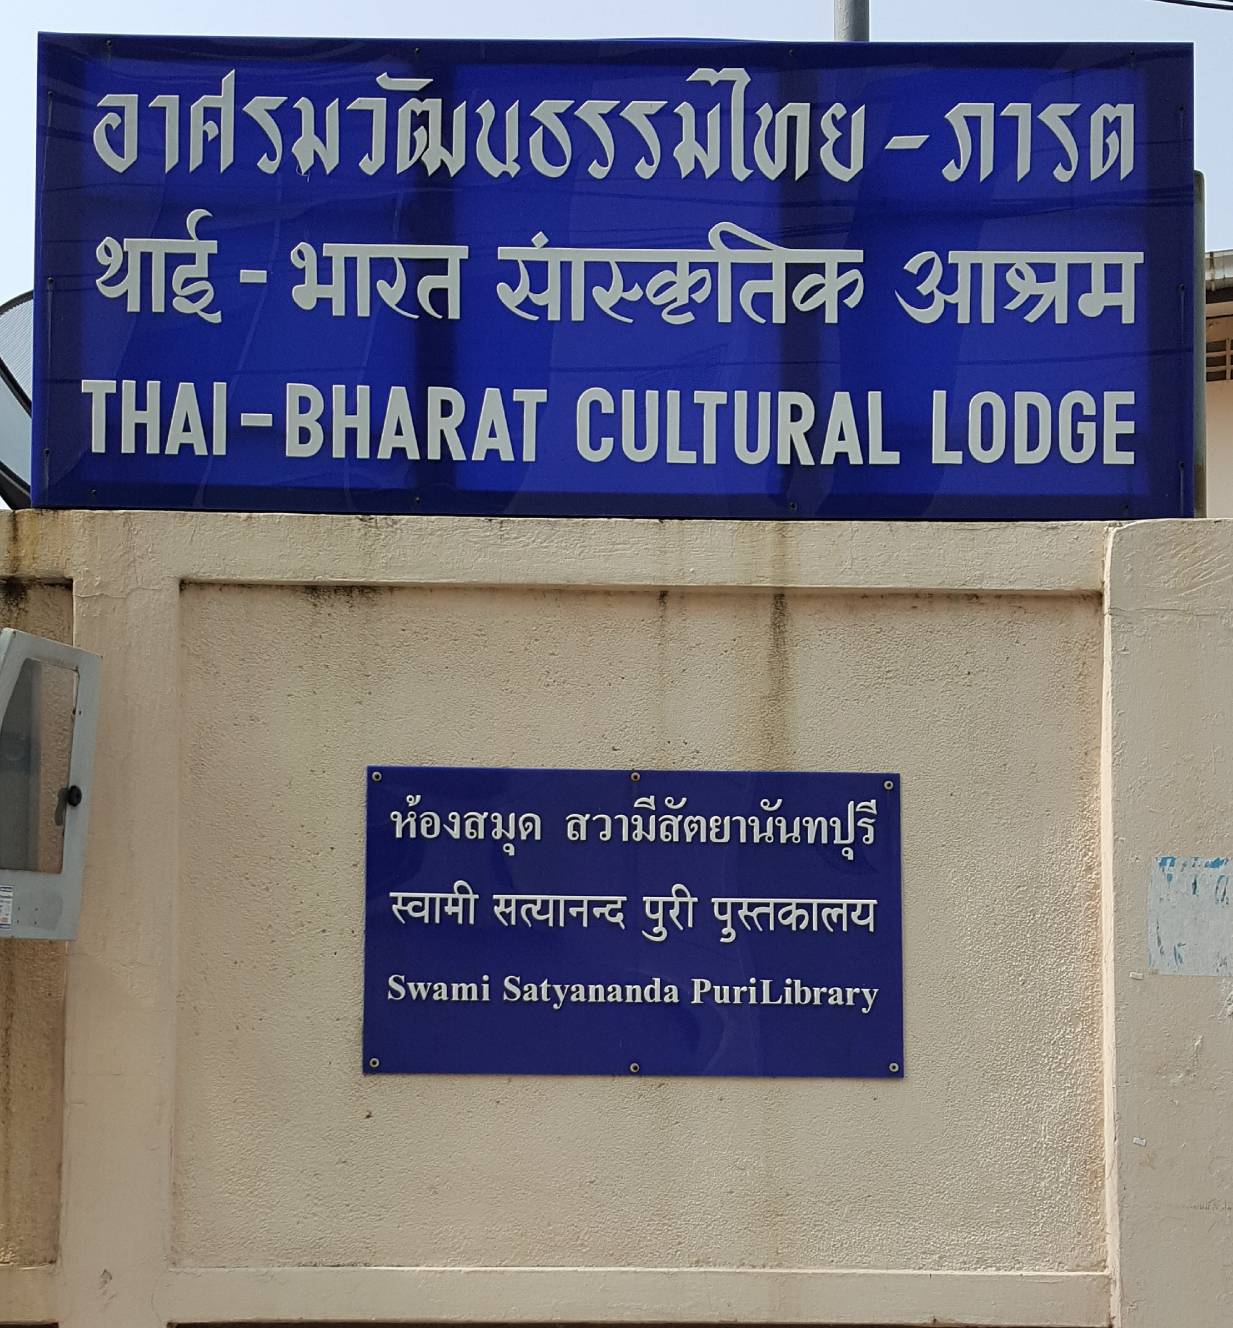 อาศรมวัฒนธรรมไทย - ภารต
थाई - भारत सांस्कृतिक आश्रम
THAI-BHARAT CULTURAL LODGE
ห้องสมุด สวามีสัตยานันทปุรี
स्वामी सत्यानन्द पुरी पुस्तकालय
Swami Satyananda PuriLibrary